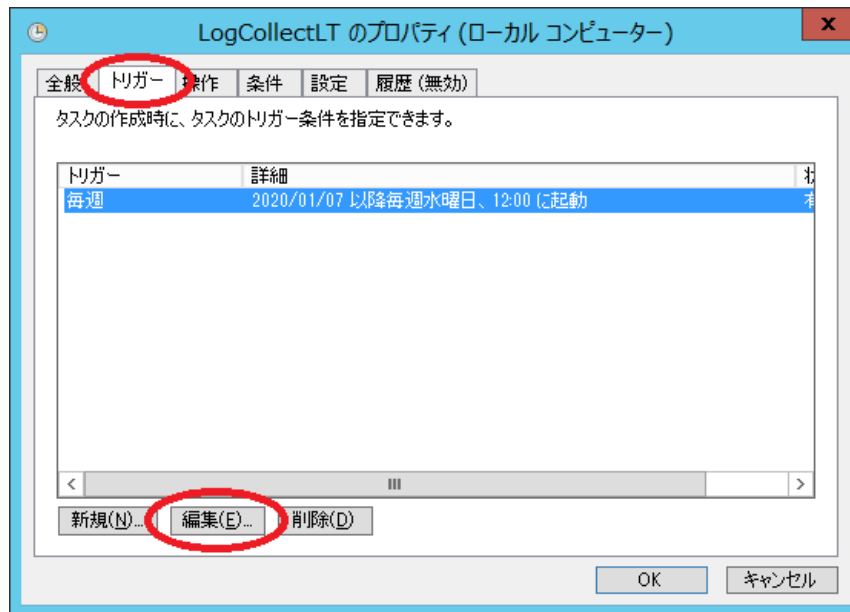 LogCollectLT のプロパティ (ローカル コンピューター)
x
全般 トリガー 操作 条件 設定 履歴 (無効)
タスクの作成時に、タスクのトリガー条件を指定できます。
トリガー 詳細
毎週 2020/01/07 以降毎週水曜日、12:00 に起動
新規(N)... 編集(E)... 削除(D)
OK キャンセル